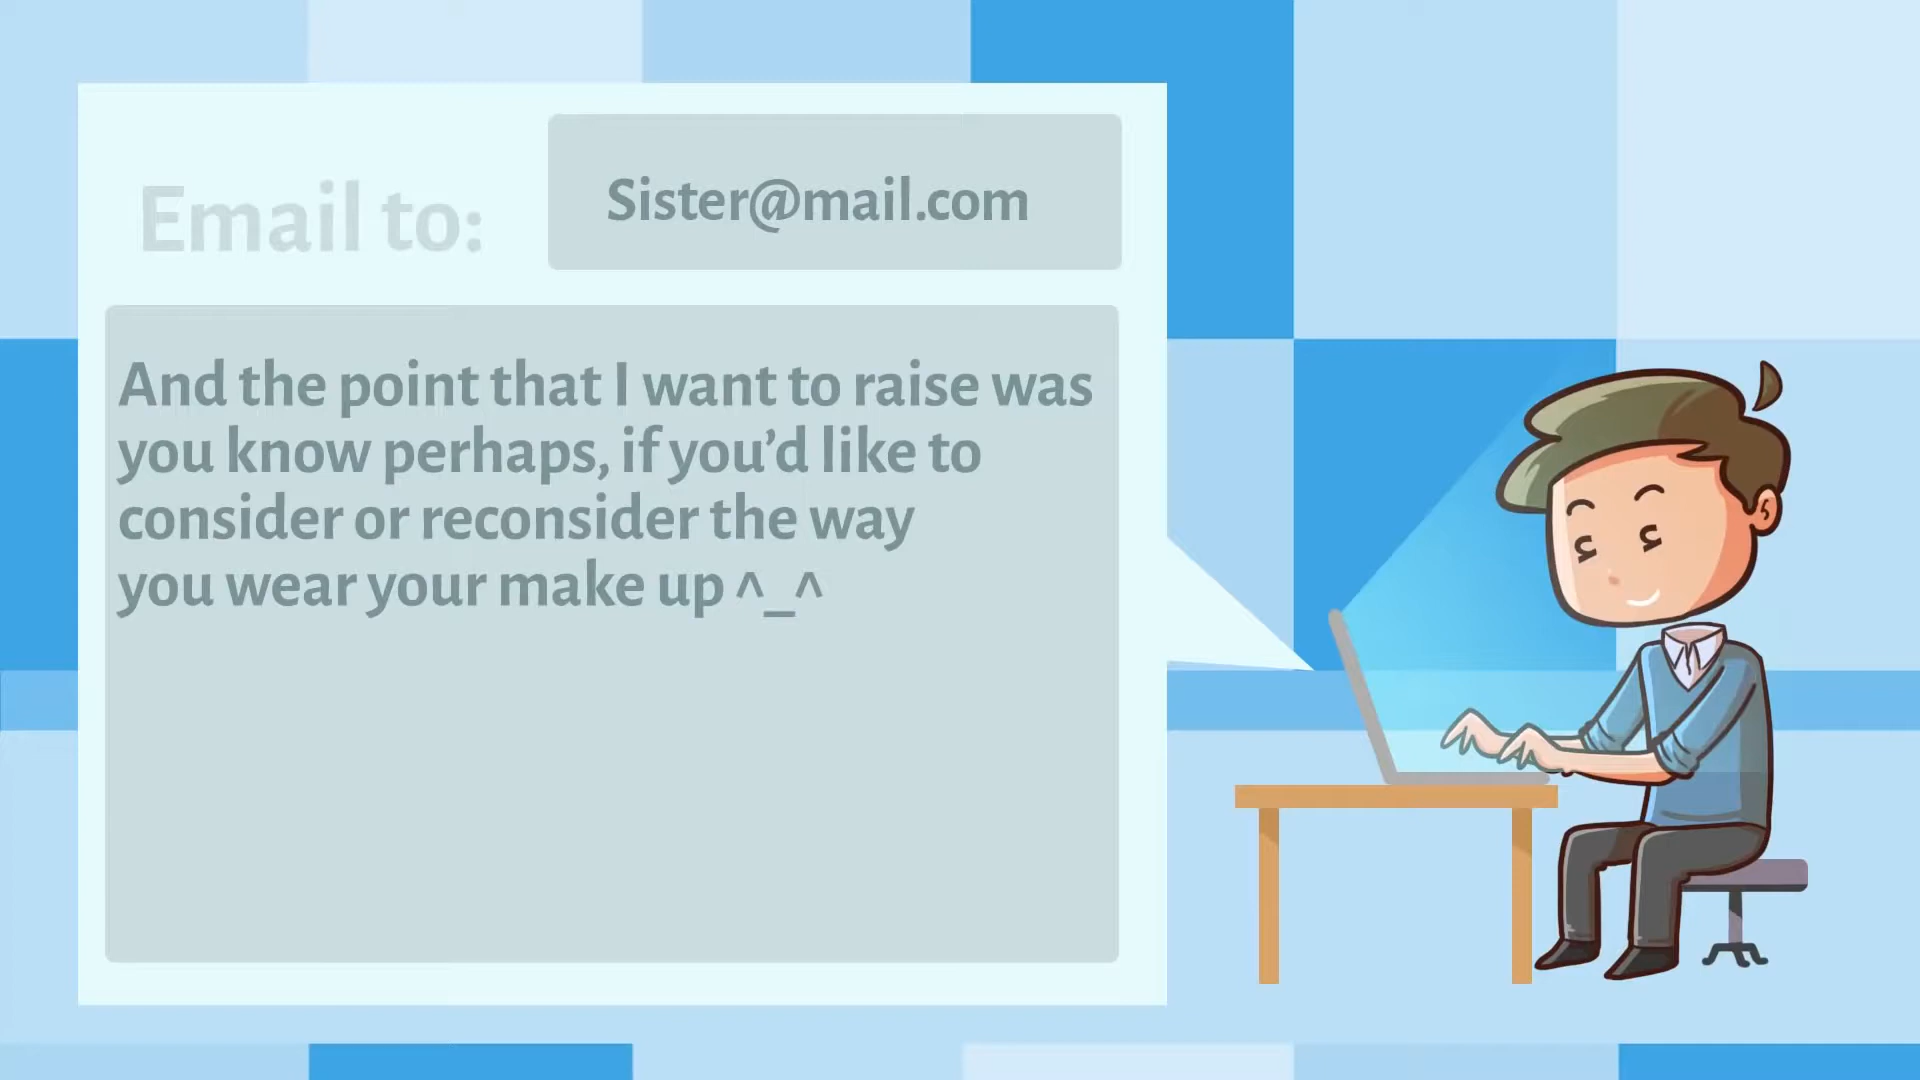 Email to:
Sister@mail.com
And the point that I want to raise was
you know perhaps, if you’d like to
consider or reconsider the way
you wear your make up ^_^